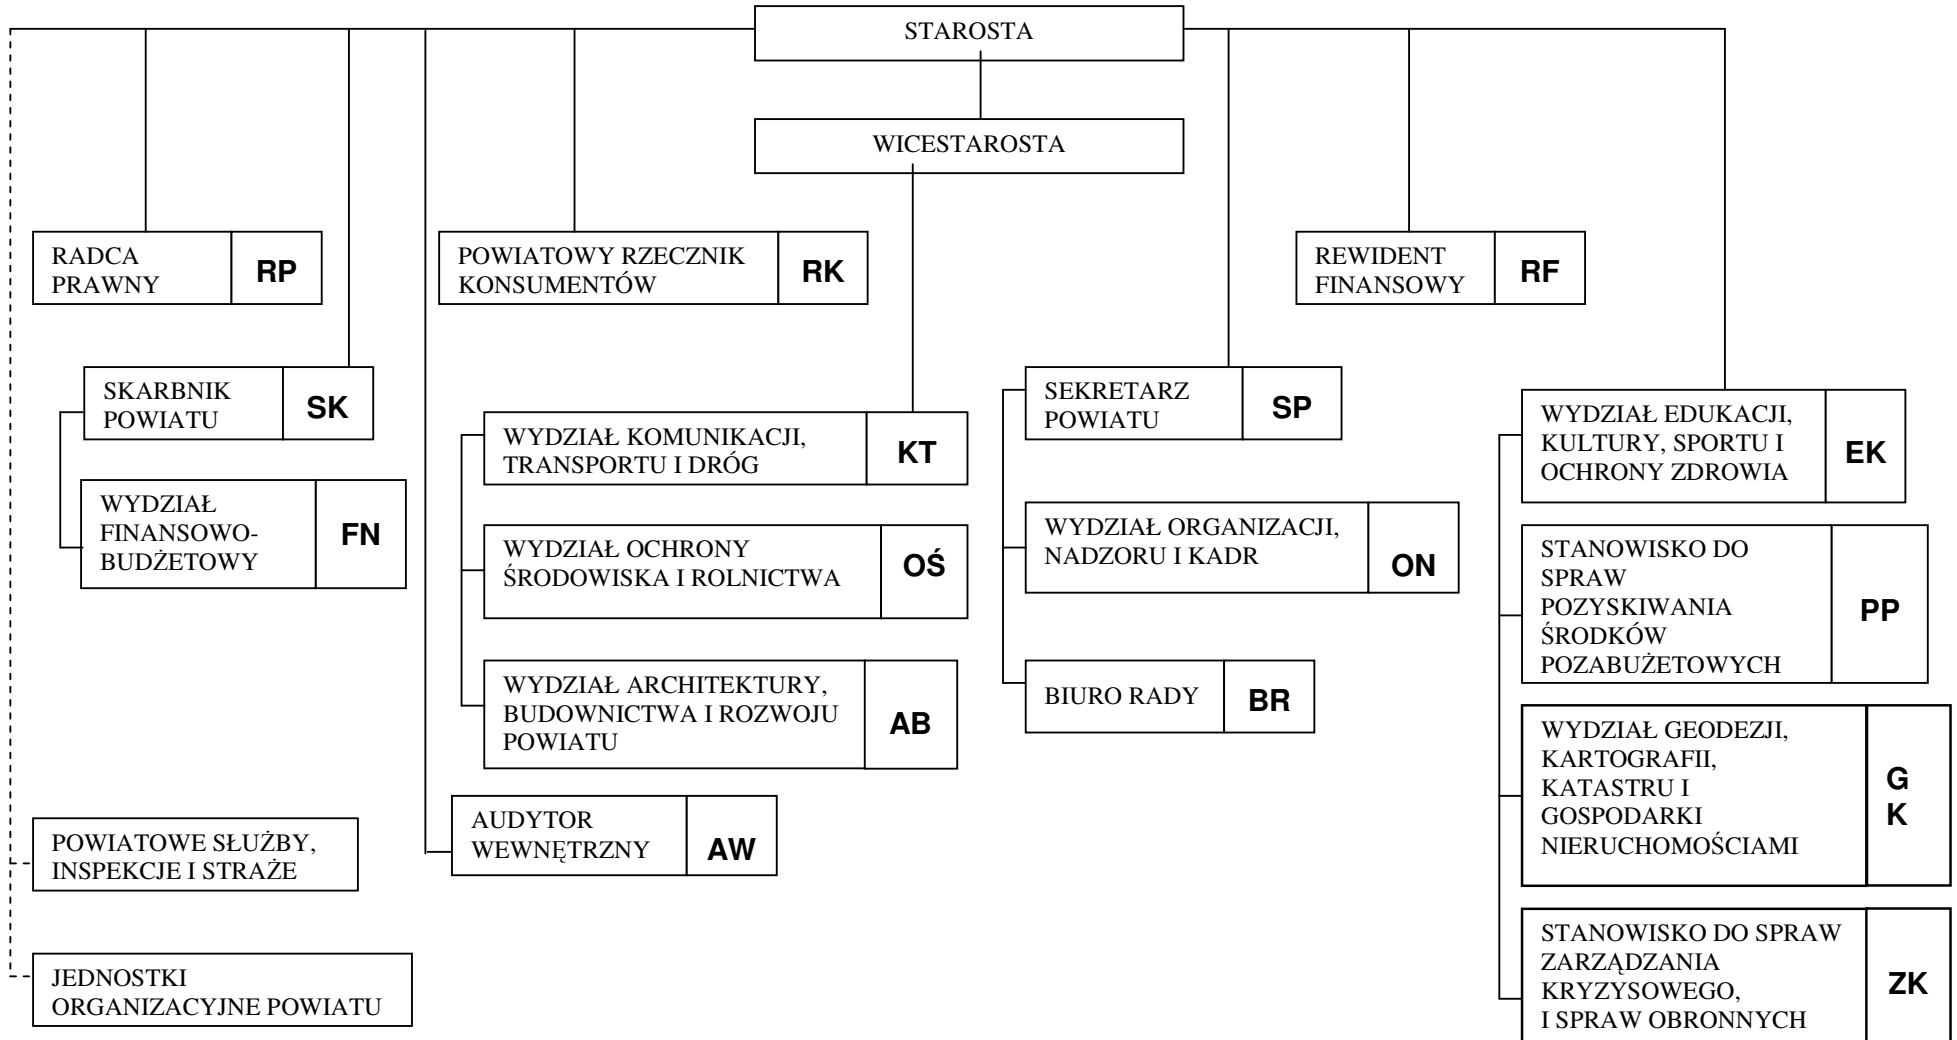 STAROSTA
WICESTAROSTA
RADCA
PRAWNY
RP
POWIATOWY RZECZNIK
KONSUMENTÓW
RK
REWIDENT
FINANSOWY
RF
SKARBNIK
POWIATU
SK
WYDZIAŁ
FINANSOWO-
BUDŻETOWY
FN
WYDZIAŁ KOMUNIKACJI,
TRANSPORTU I DRÓG
KT
WYDZIAŁ OCHRONY
ŚRODOWISKA I ROLNICTWA
OŚ
WYDZIAŁ ARCHITEKTURY,
BUDOWNICTWA I ROZWOJU
POWIATU
AB
AUDYTOR
WEWNĘTRZNY
AW
SEKRETARZ
POWIATU
SP
WYDZIAŁ ORGANIZACJI,
NADZORU I KADR
ON
BIURO RADY
BR
WYDZIAŁ EDUKACJI,
KULTURY, SPORTU I
OCHRONY ZDROWIA
EK
STANOWISKO DO
SPRAW
POZYSKIWANIA
ŚRODKÓW
POZABUŻETOWYCH
PP
WYDZIAŁ GEODEZJI,
KARTOGRAFII,
KATASTRU I
GOSPODARKI
NIERUCHOMOŚCIAMI
G
K
STANOWISKO DO SPRAW
ZARZĄDZANIA
KRYZYSOWEGO,
I SPRAW OBRONNYCH
ZK
POWIATOWE SŁUŻBY,
INSPEKCJE I STRAŻE
JEDNOSTKI
ORGANIZACYJNE POWIATU